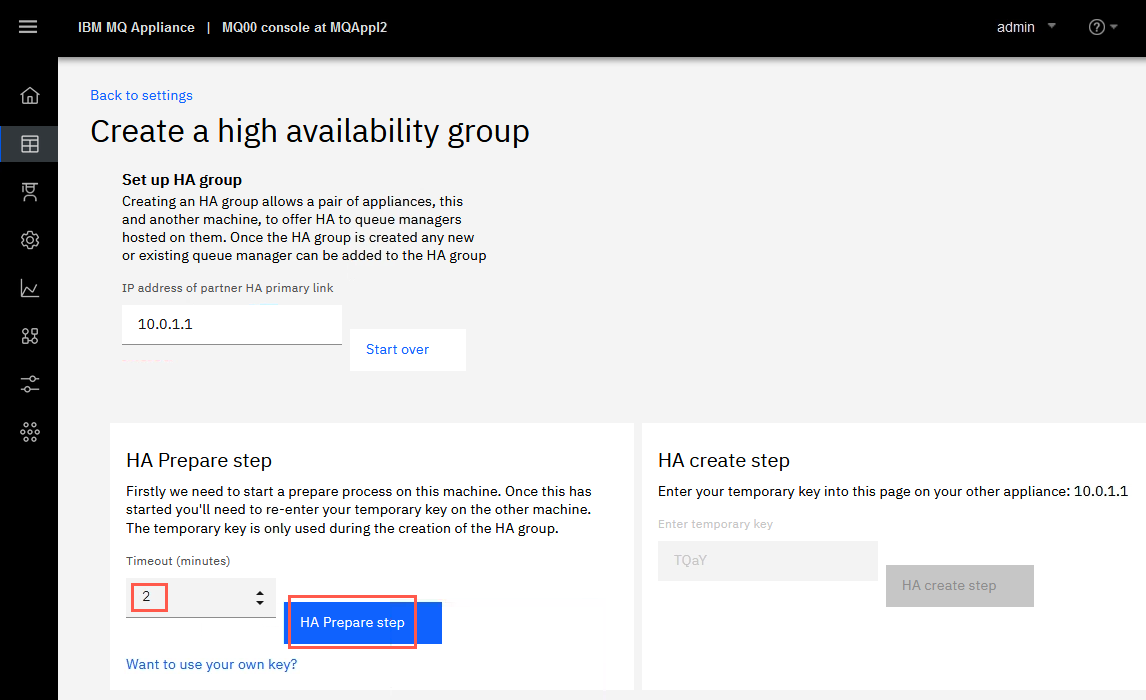 IBM MQ Appliance | MQ00 console at MQAppl2
admin
Back to settings
Create a high availability group
Set up HA group
Creating an HA group allows a pair of appliances, this
and another machine, to offer HA to queue managers
hosted on them. Once the HA group is created any new
or existing queue manager can be added to the HA group
IP address of partner HA primary link
10.0.1.1
Start over
HA Prepare step
Firstly we need to start a prepare process on this machine. Once this has
started you'll need to re-enter your temporary key on the other machine.
The temporary key is only used during the creation of the HA group.
Timeout (minutes)
2
HA Prepare step
Want to use your own key?
HA create step
Enter your temporary key into this page on your other appliance: 10.0.1.1
Enter temporary key
TQaY
HA create step